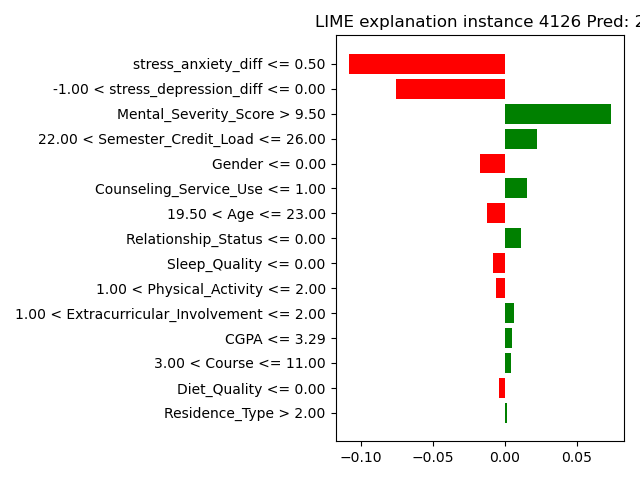 LIME explanation instance 4126 Pred: 2
stress_anxiety_diff <= 0.50
-1.00 < stress_depression_diff <= 0.00
Mental_Severity_Score > 9.50
22.00 < Semester_Credit_Load <= 26.00
Gender <= 0.00
Counseling_Service_Use <= 1.00
19.50 < Age <= 23.00
Relationship_Status <= 0.00
Sleep_Quality <= 0.00
1.00 < Physical_Activity <= 2.00
1.00 < Extracurricular_Involvement <= 2.00
CGPA <= 3.29
3.00 < Course <= 11.00
Diet_Quality <= 0.00
Residence_Type > 2.00
−0.10 −0.05 0.00 0.05